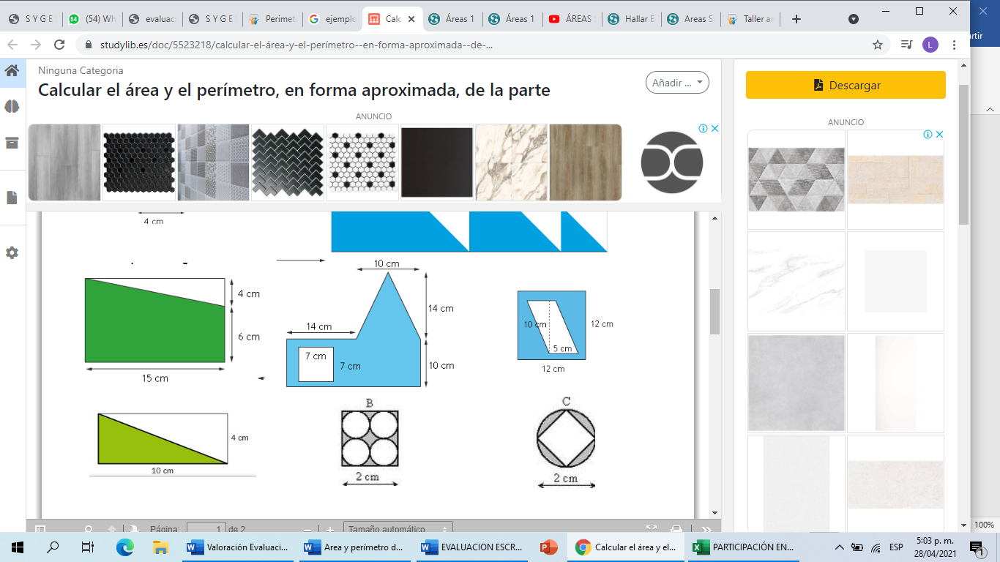 S Y G E
(54) Wh
evaluac
S Y G E
Perimet
ejemplo
Calc
Áreas 1
Áreas 1
ÁREAS S
Hallar E
Areas S
Taller ar
studylib.es/doc/5523218/calcular-el-área-y-el-perímetro--en-forma-aproximada--de-...
L
Ninguna Categoria
Calcular el área y el perímetro, en forma aproximada, de la parte
Añadir ...
Descargar
ANUNCIO
ANUNCIO
4 cm
10 cm
4 cm
14 cm
14 cm
10 cm
12 cm
6 cm
7 cm
7 cm
5 cm
10 cm
15 cm
12 cm
B
C
4 cm
10 cm
2 cm
2 cm
Página:
1
de 2
Tamaño automático
100%
Valoración Evaluaci...
Area y perímetro d...
EVALUACION ESCR...
Calcular el área y el...
PARTICIPACIÓN EN...
ESP
5:03 p. m.
28/04/2021
1